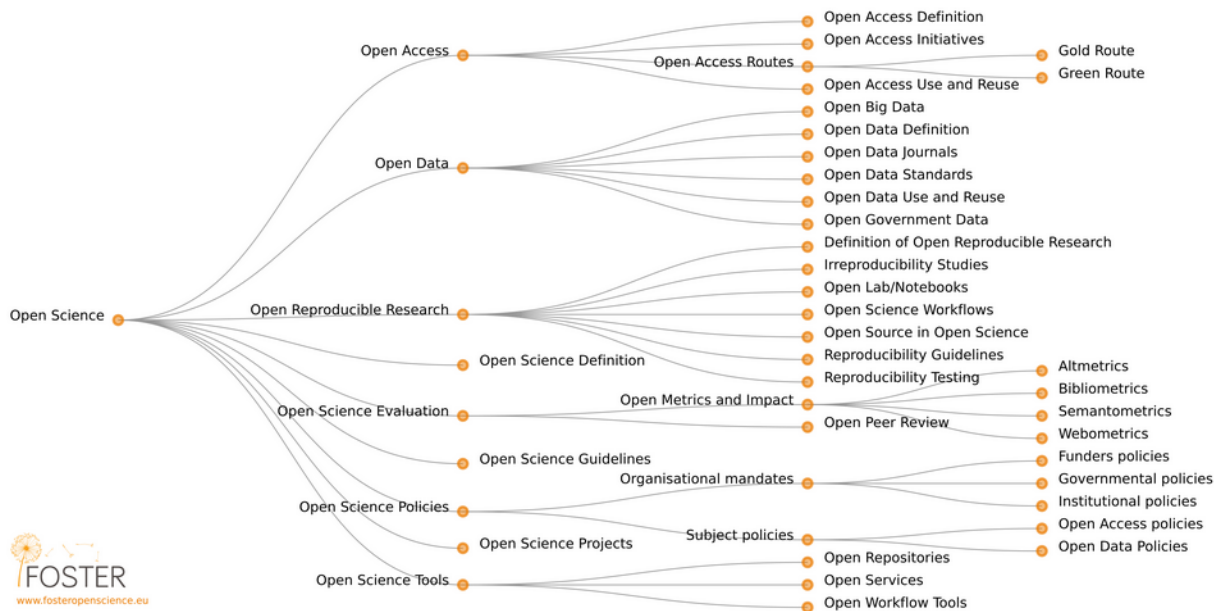 Open Science
Open Access
Open Access Definition
Open Access Initiatives
Open Access Routes
Gold Route
Green Route
Open Access Use and Reuse
Open Data
Open Big Data
Open Data Definition
Open Data Journals
Open Data Standards
Open Data Use and Reuse
Open Government Data
Open Reproducible Research
Definition of Open Reproducible Research
Irreproducibility Studies
Open Lab/Notebooks
Open Science Workflows
Open Source in Open Science
Reproducibility Guidelines
Reproducibility Testing
Open Science Definition
Open Science Evaluation
Open Metrics and Impact
Altmetrics
Bibliometrics
Semantometrics
Webometrics
Open Peer Review
Open Science Guidelines
Open Science Policies
Organisational mandates
Funders policies
Governmental policies
Institutional policies
Subject policies
Open Access policies
Open Data Policies
Open Science Projects
Open Science Tools
Open Repositories
Open Services
Open Workflow Tools
FOSTER
www.fosteropenscience.eu